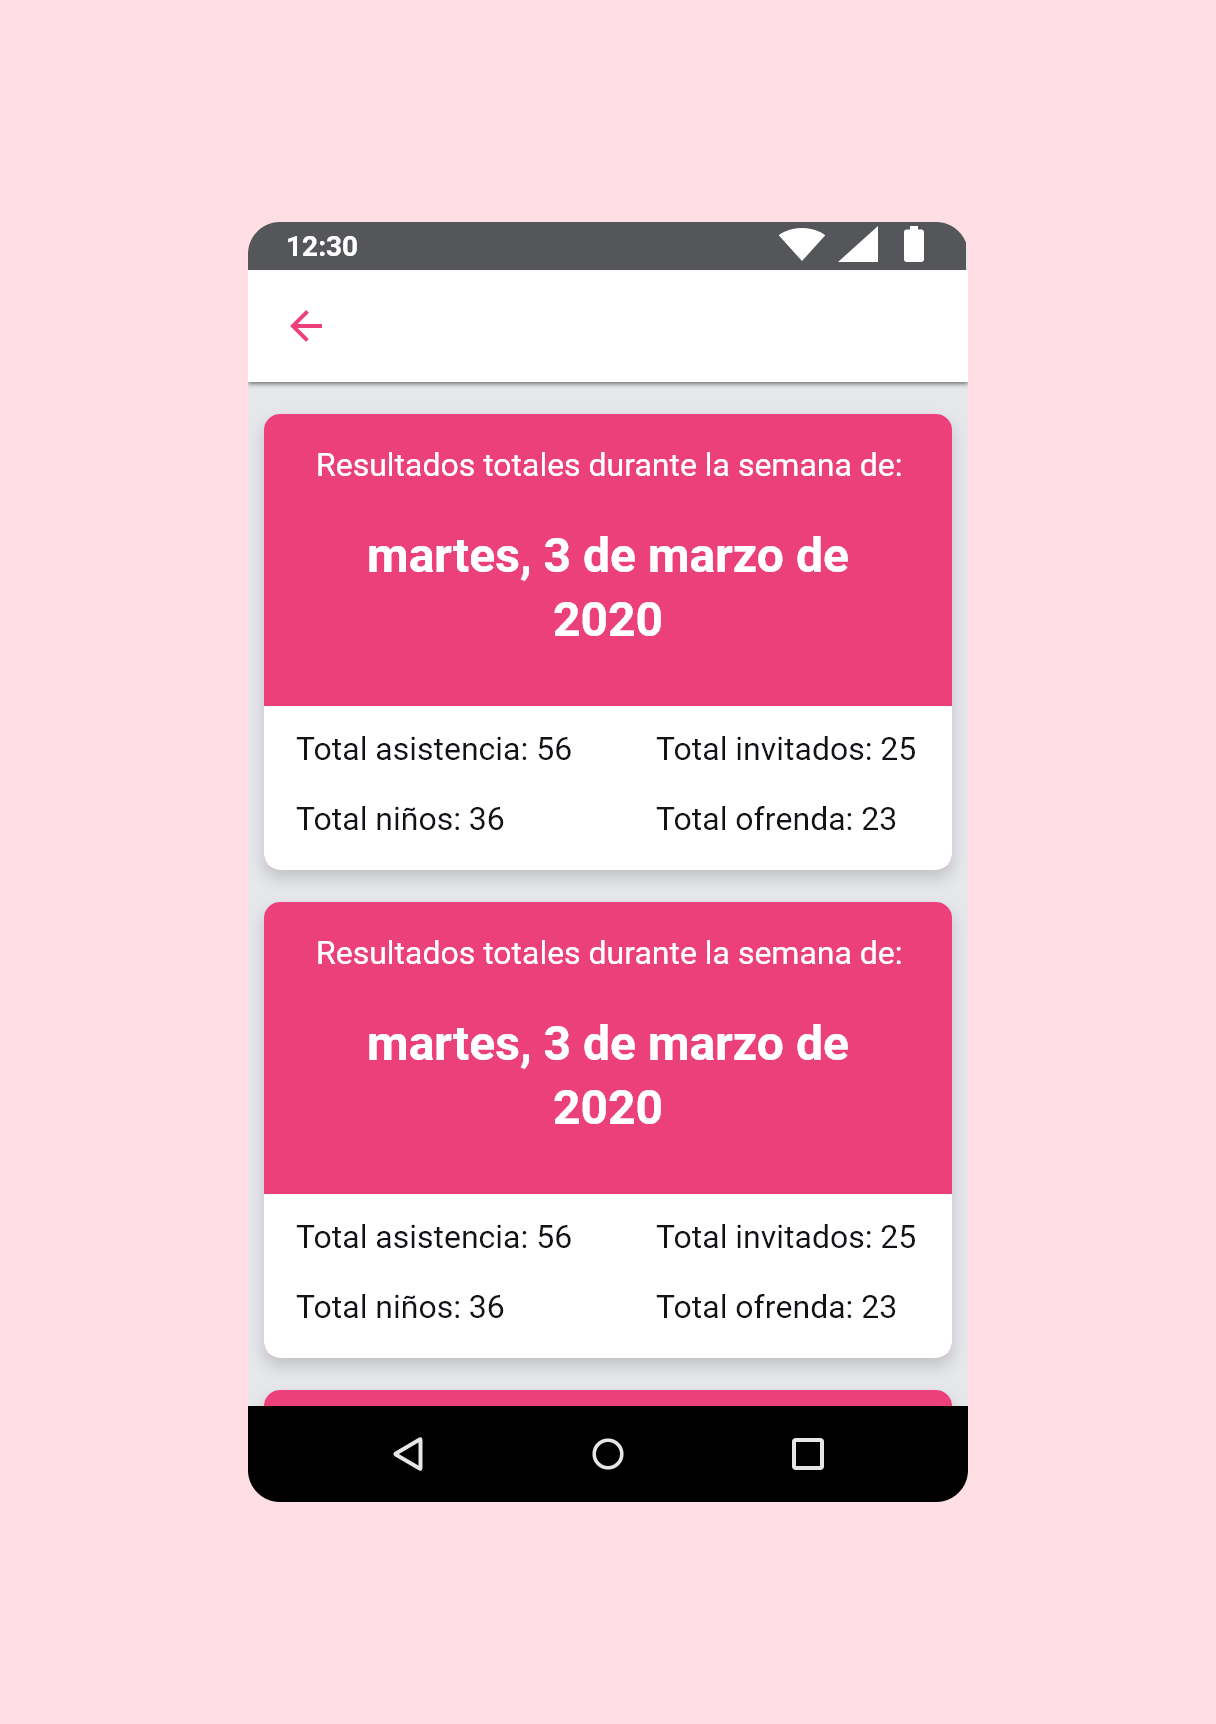 12:30
Resultados totales durante la semana de:
martes, 3 de marzo de
2020
Total asistencia: 56
Total invitados: 25
Total niños: 36
Total ofrenda: 23
Resultados totales durante la semana de:
martes, 3 de marzo de
2020
Total asistencia: 56
Total invitados: 25
Total niños: 36
Total ofrenda: 23